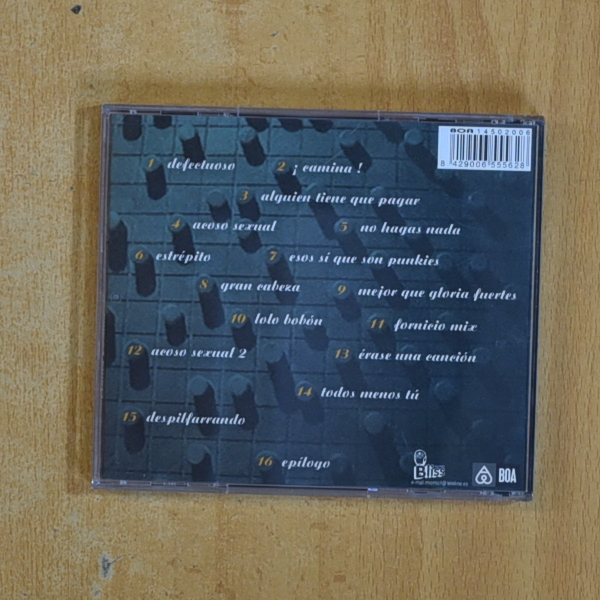 BOA 14502006
8 429006 555628
1 defectuoso
2 ¡ camina !
3 alguien tiene que pagar
4 acoso sexual
5 no hagas nada
6 estrépito
7 esos si que son punkies
8 gran cabeza
9 mejor que gloria fuertes
10 lolo bobón
11 fornicio mix
12 acoso sexual 2
13 érase una canción
14 todos menos tú
15 despilfarrando
16 epílogo
Bliss
BOA